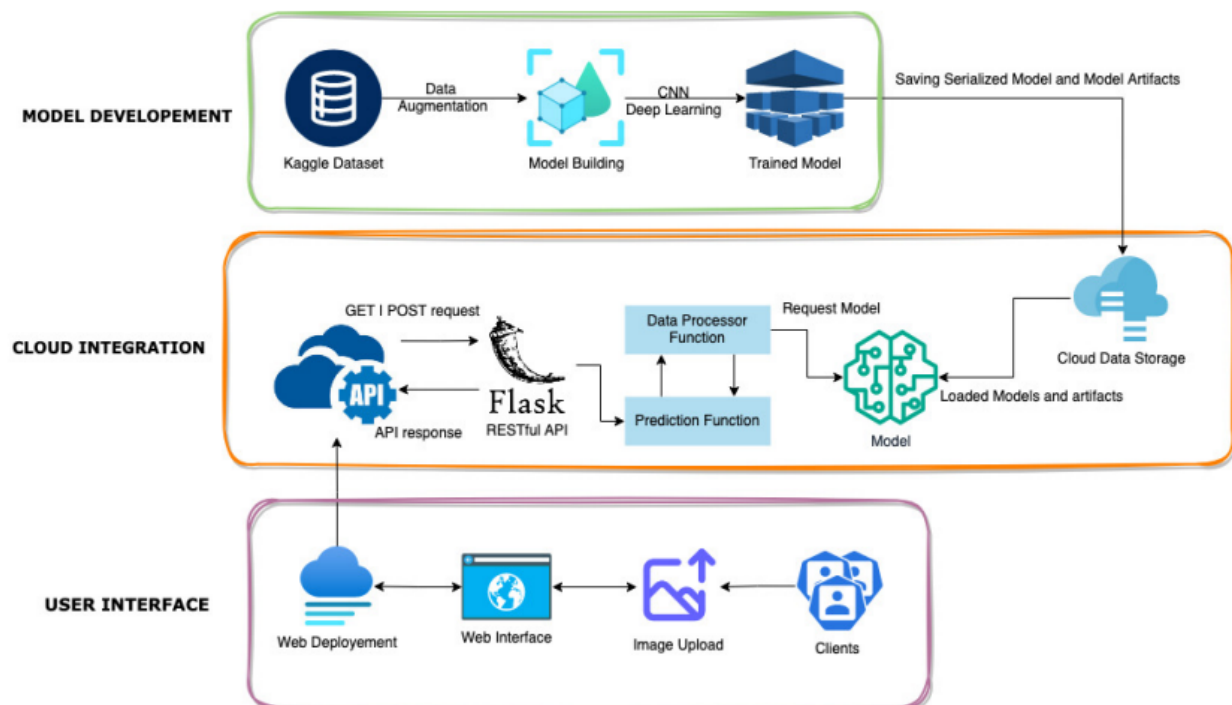 MODEL DEVELOPEMENT
Data
Augmentation
CNN
Deep Learning
Kaggle Dataset
Model Building
Trained Model
Saving Serialized Model and Model Artifacts
CLOUD INTEGRATION
GET I POST request
API
API response
Flask
RESTful API
Data Processor
Function
Prediction Function
Request Model
Model
Cloud Data Storage
Loaded Models and artifacts
USER INTERFACE
Web Deployement
Web Interface
Image Upload
Clients